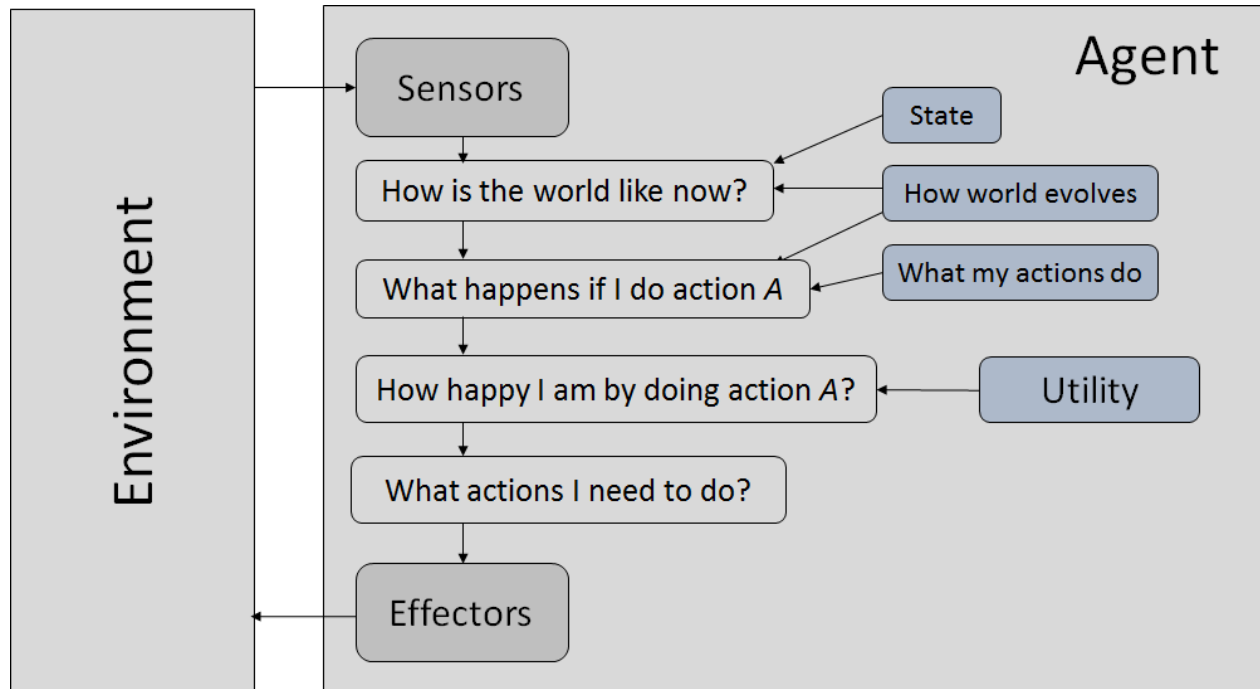 Environment
Agent
Sensors
State
How is the world like now?
How world evolves
What my actions do
What happens if I do action A
How happy I am by doing action A?
Utility
What actions I need to do?
Effectors